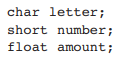 char letter;
short number;
float amount;